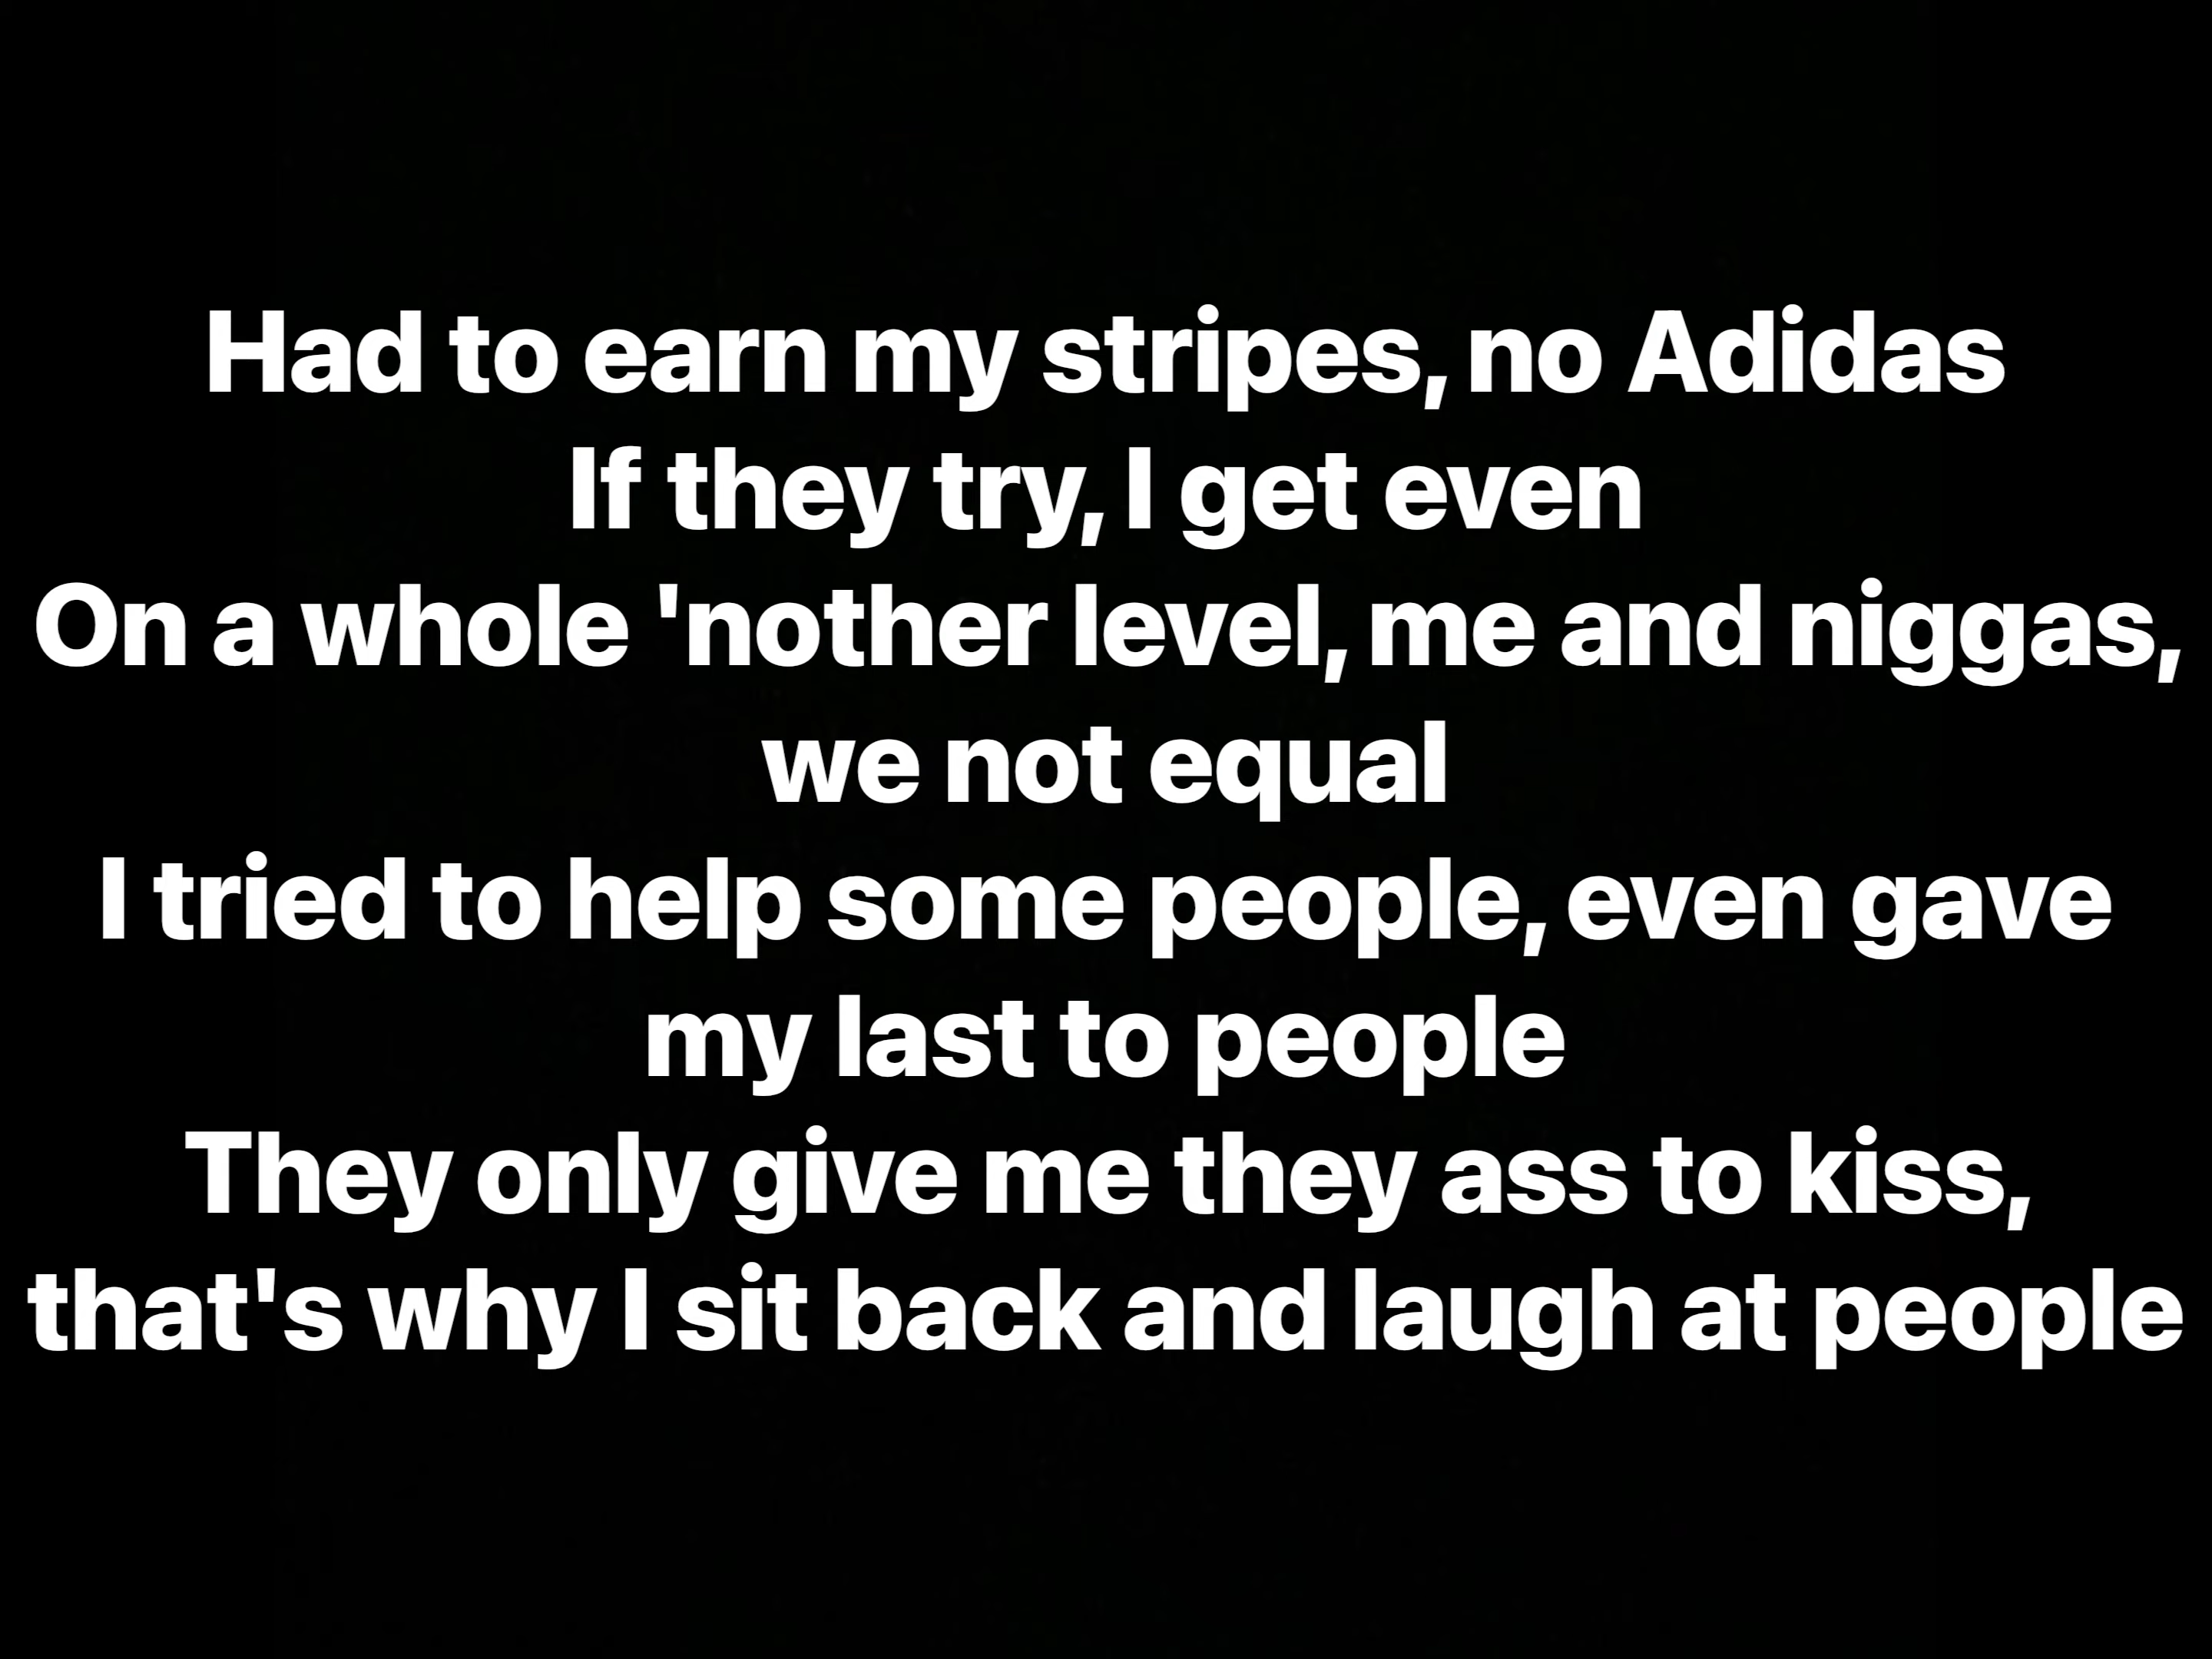 Had to earn my stripes, no Adidas
If they try, I get even
On a whole 'nother level, me and niggas,
we not equal
I tried to help some people, even gave
my last to people
They only give me they ass to kiss,
that's why I sit back and laugh at people